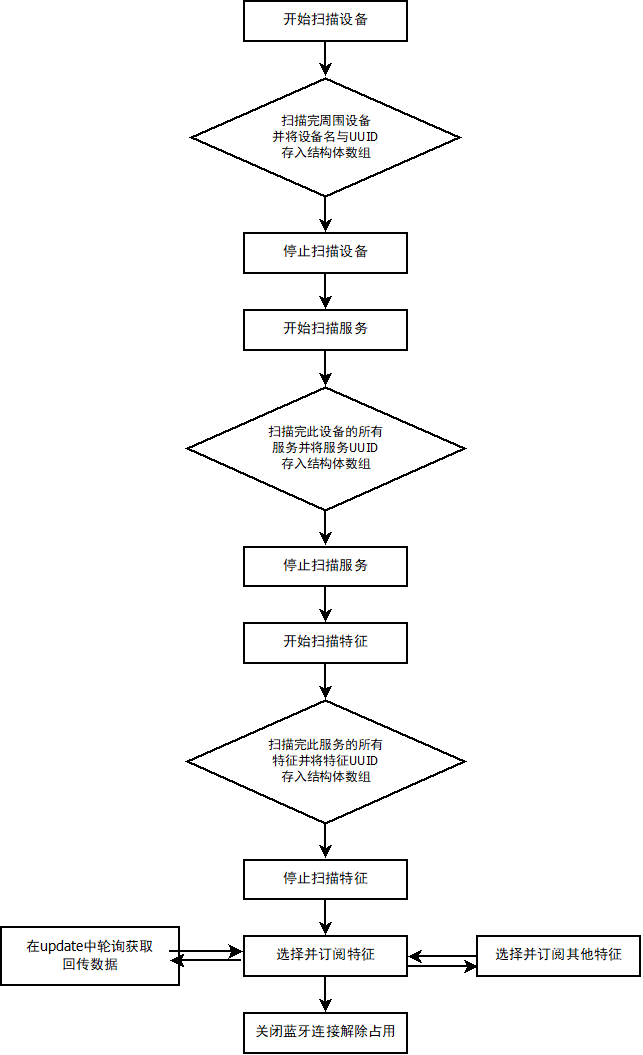 开始扫描设备
扫描完周围设备
并将设备名与UUID
存入结构体数组
停止扫描设备
开始扫描服务
扫描完此设备的所有
服务并将服务UUID
存入结构体数组
停止扫描服务
开始扫描特征
扫描完此服务的所有
特征并将特征UUID
存入结构体数组
停止扫描特征
在update中轮询获取
回传数据
选择并订阅特征
选择并订阅其他特征
关闭蓝牙连接解除占用